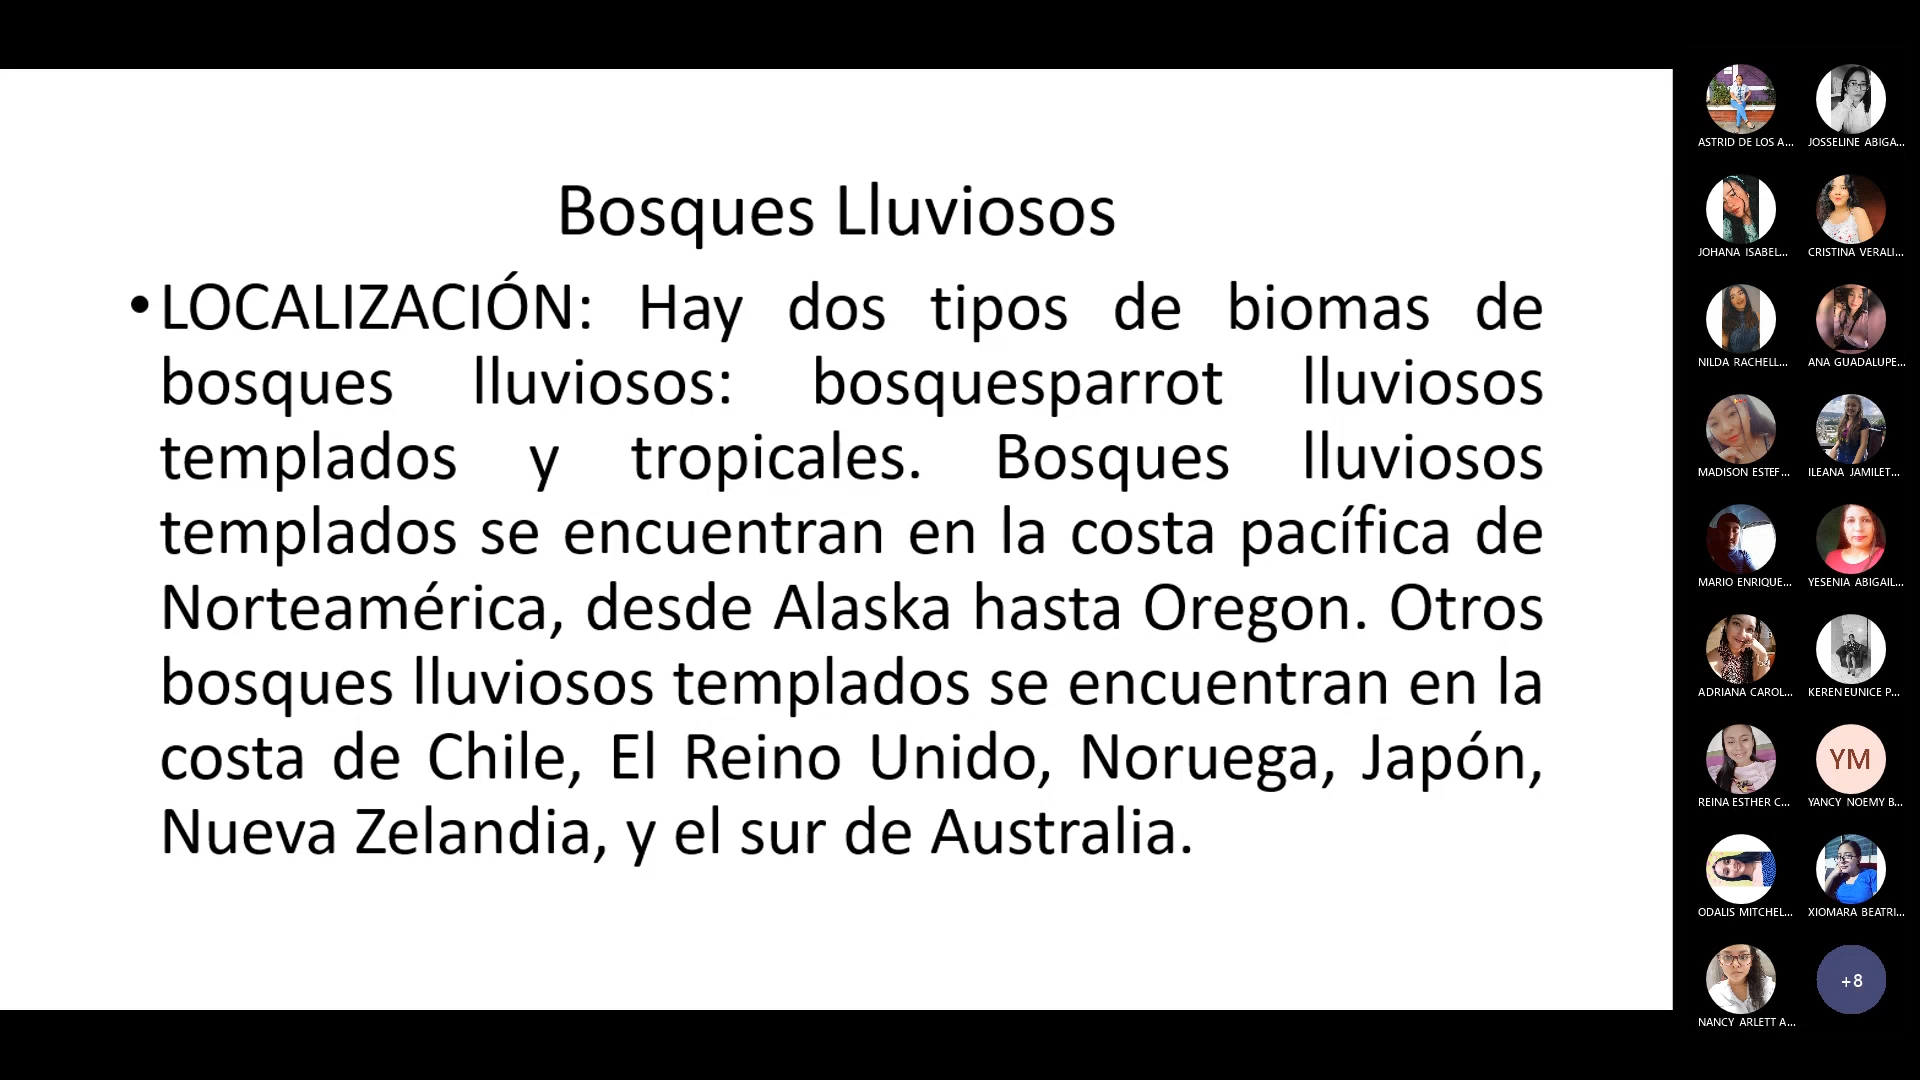 Bosques Lluviosos
•LOCALIZACIÓN: Hay dos tipos de biomas de
bosques lluviosos: bosquesparrot lluviosos
templados y tropicales. Bosques lluviosos
templados se encuentran en la costa pacífica de
Norteamérica, desde Alaska hasta Oregon. Otros
bosques lluviosos templados se encuentran en la
costa de Chile, El Reino Unido, Noruega, Japón,
Nueva Zelandia, y el sur de Australia.
ASTRID DE LOS A... JOSSELINE ABIGA...
JOHANA ISABEL... CRISTINA VERALI...
NILDA RACHELL... ANA GUADALUPE...
MADISON ESTEF... ILEANA JAMILET...
MARIO ENRIQUE... YESENIA ABIGAIL...
ADRIANA CAROL... KEREN EUNICE P...
YM
REINA ESTHER C... YANCY NOEMY B...
ODALIS MITCHEL... XIOMARA BEATRI...
+8
NANCY ARLETT A...